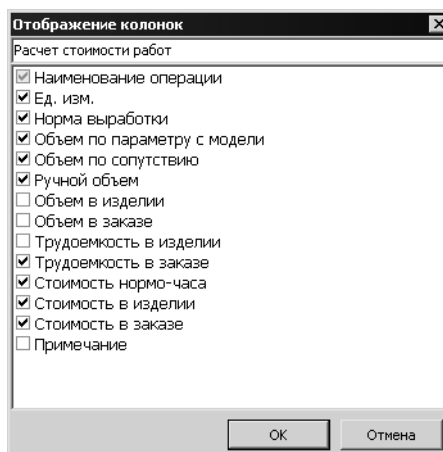 Отображение колонок
Расчет стоимости работ
Наименование операции
Ед. изм.
Норма выработки
Объем по параметру с модели
Объем по сопутствию
Ручной объем
Объем в изделии
Объем в заказе
Трудоемкость в изделии
Трудоемкость в заказе
Стоимость нормо-часа
Стоимость в изделии
Стоимость в заказе
Примечание
ОК Отмена